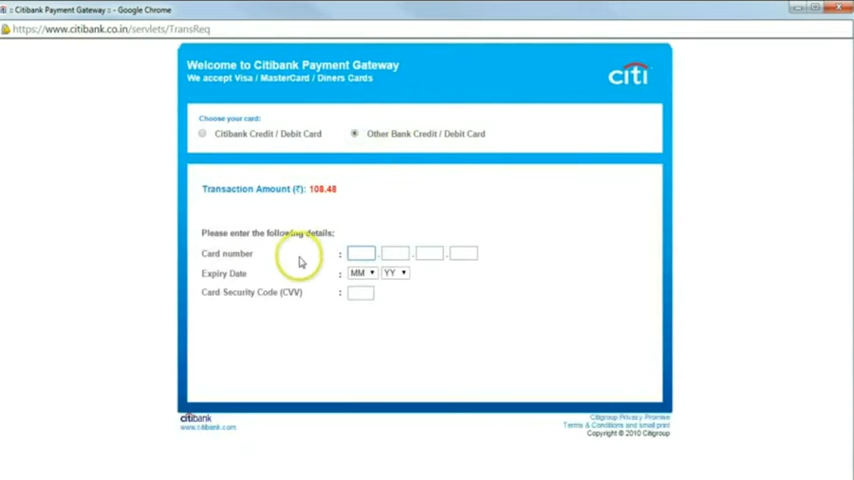 :: Citibank Payment Gateway :: - Google Chrome
https://www.citibank.co.in/servlets/TransReq
Welcome to Citibank Payment Gateway
We accept Visa / MasterCard / Diners Cards
citi
Choose your card:
Citibank Credit / Debit Card Other Bank Credit / Debit Card
Transaction Amount (₹): 108.48
Please enter the following details:
Card number :
Expiry Date : MM YY
Card Security Code (CVV) :
citibank
www.citibank.com
Citigroup Privacy Promise
Terms & Conditions and small print
Copyright © 2010 Citigroup